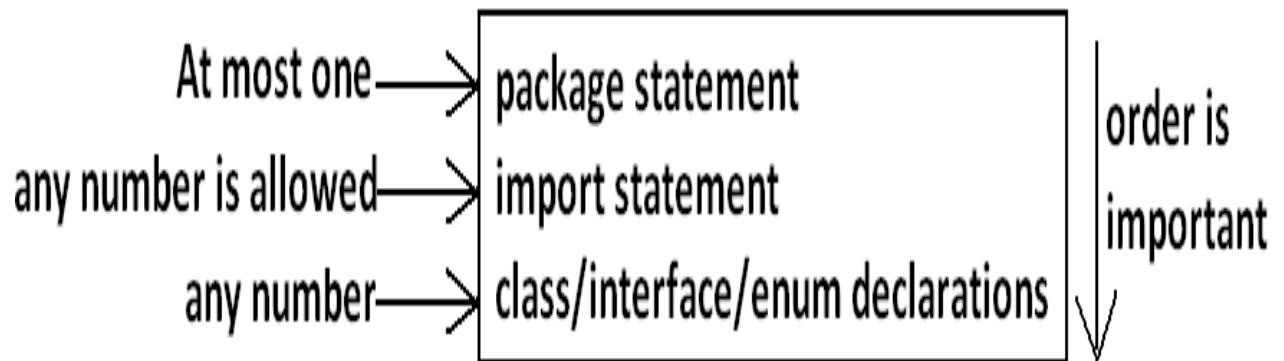 At most one
package statement
any number is allowed
import statement
any number
class/interface/enum declarations
order is
important